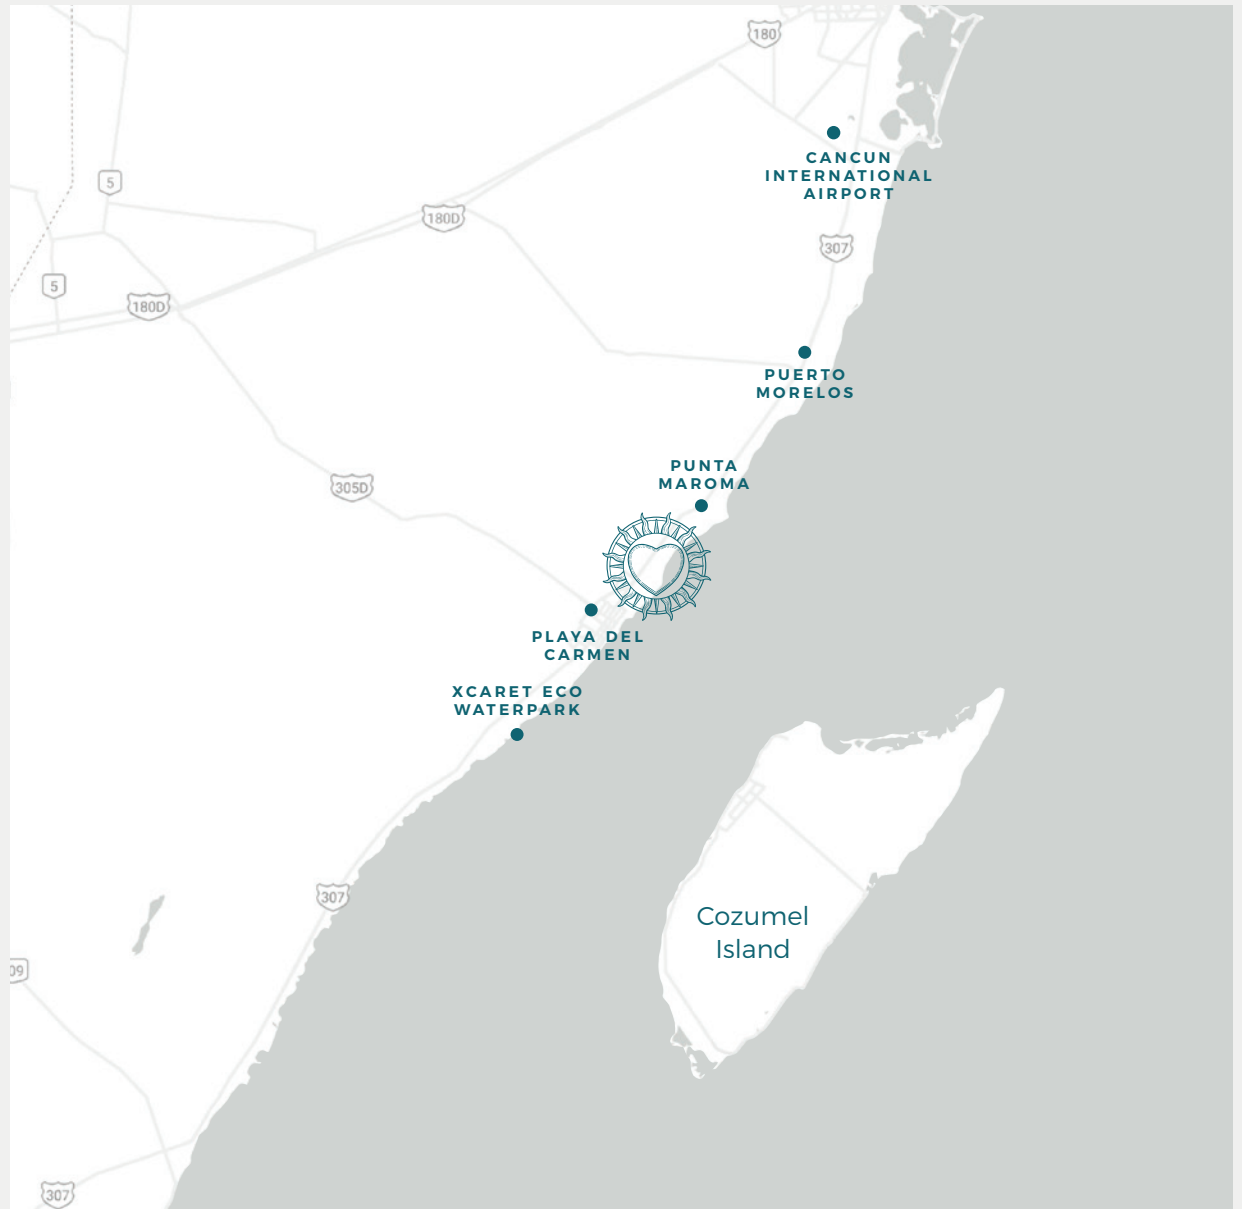 180
CANCUN
INTERNATIONAL
AIRPORT
5
180D
307
5
180D
PUERTO
MORELOS
PUNTA
MAROMA
305D
PLAYA DEL
CARMEN
XCARET ECO
WATERPARK
307
Cozumel
Island
09
307